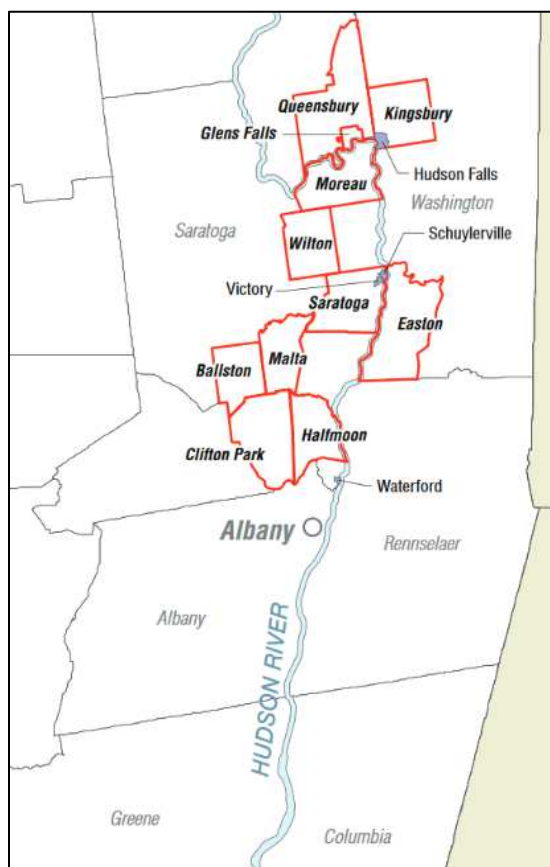 Queensbury
Kingsbury
Glens Falls
Hudson Falls
Moreau
Washington
Saratoga
Schuylerville
Wilton
Victory
Saratoga
Easton
Malta
Ballston
Halfmoon
Clifton Park
Waterford
Albany
Rennselaer
Albany
HUDSON RIVER
Greene
Columbia